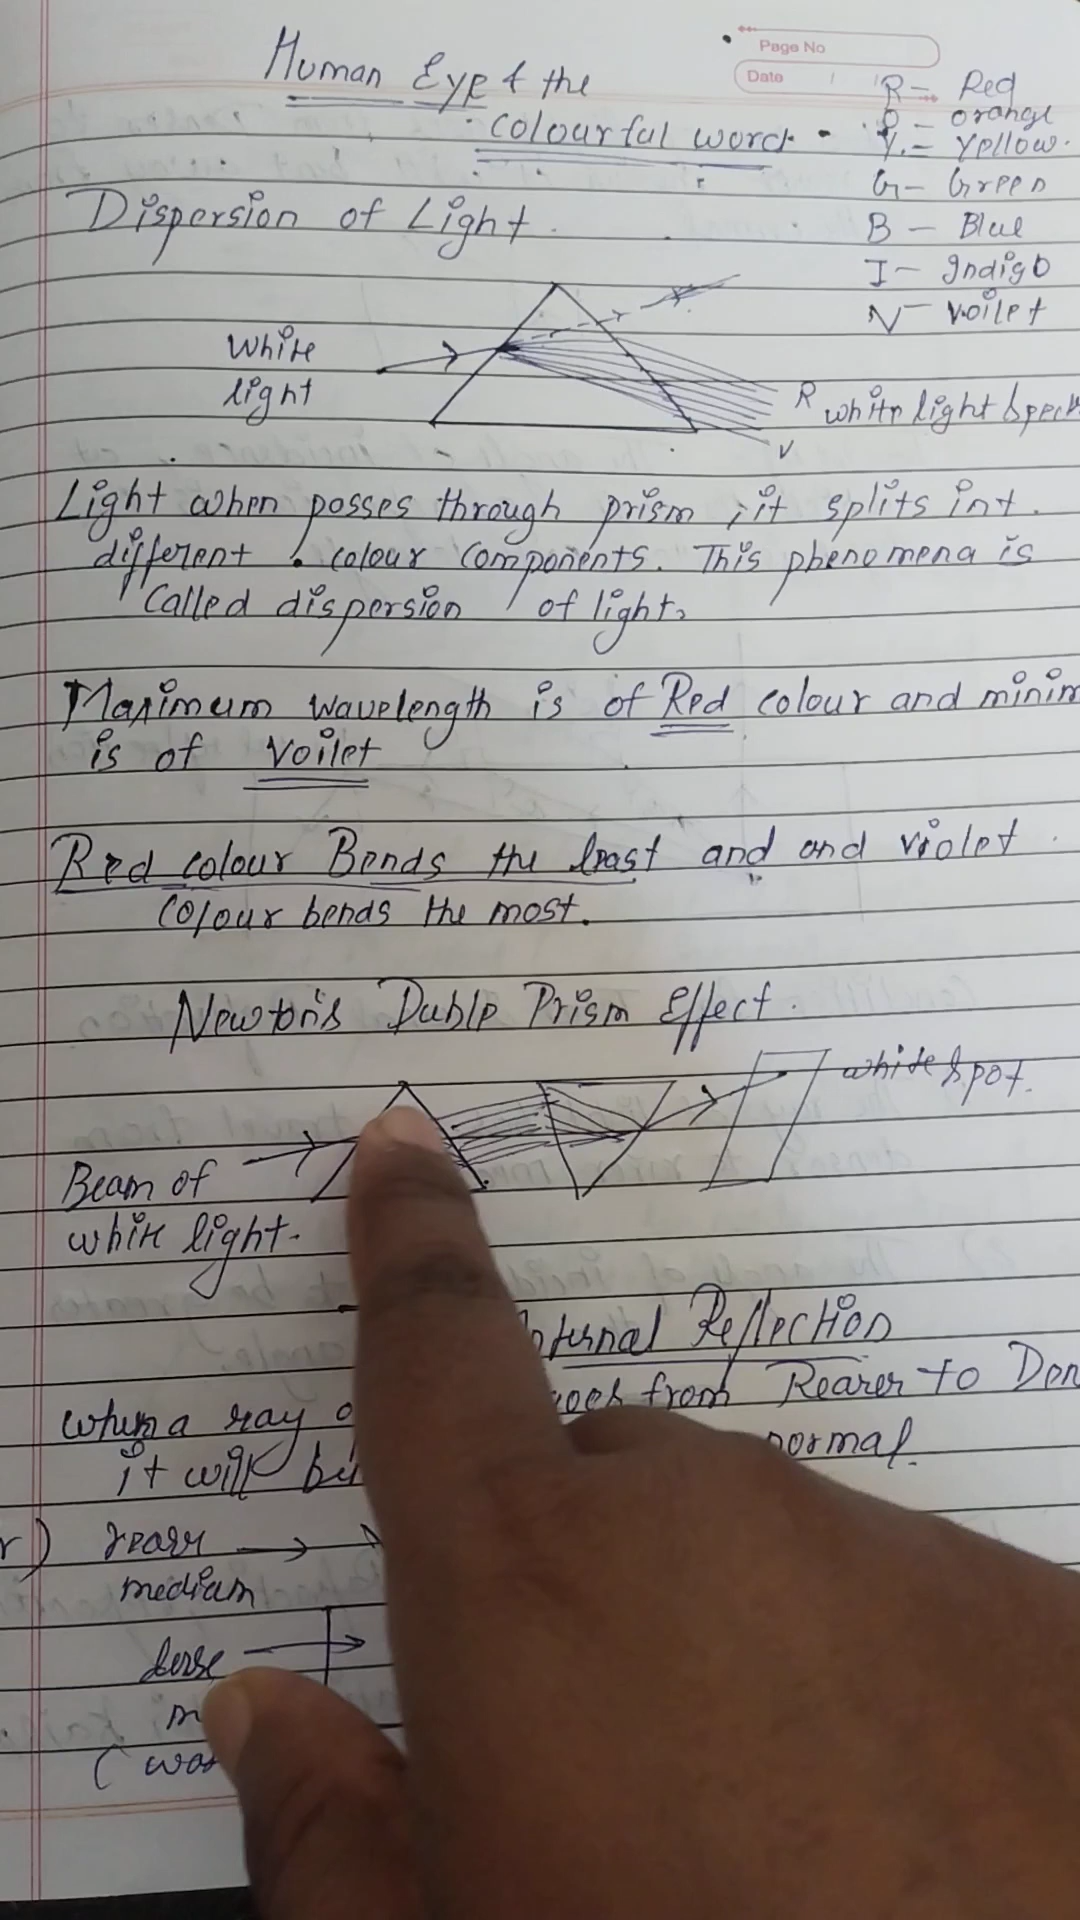 Page No
Date
Human Eye & the
colourful word
R - Red
O = orange
Y = Yellow.
G - Green
B - Blue
I - Indigo
V - Voilet
Dispersion of Light.
White
light
R
white light
V
Light when posses through prism ; it splits int.
different colour components. This phenomena is
Called dispersion of light.
Maximum wavelength is of Red colour and minim
is of Voilet
Red colour Bends the least and and violet.
Colour bends the most.
Newton's Duble Prism Effect.
white spot.
Beam of
white light.
nternal Reflection
when a ray o goes from Rearer to Den
it will be normal.
r) rearer
medium
dense
m
( wat